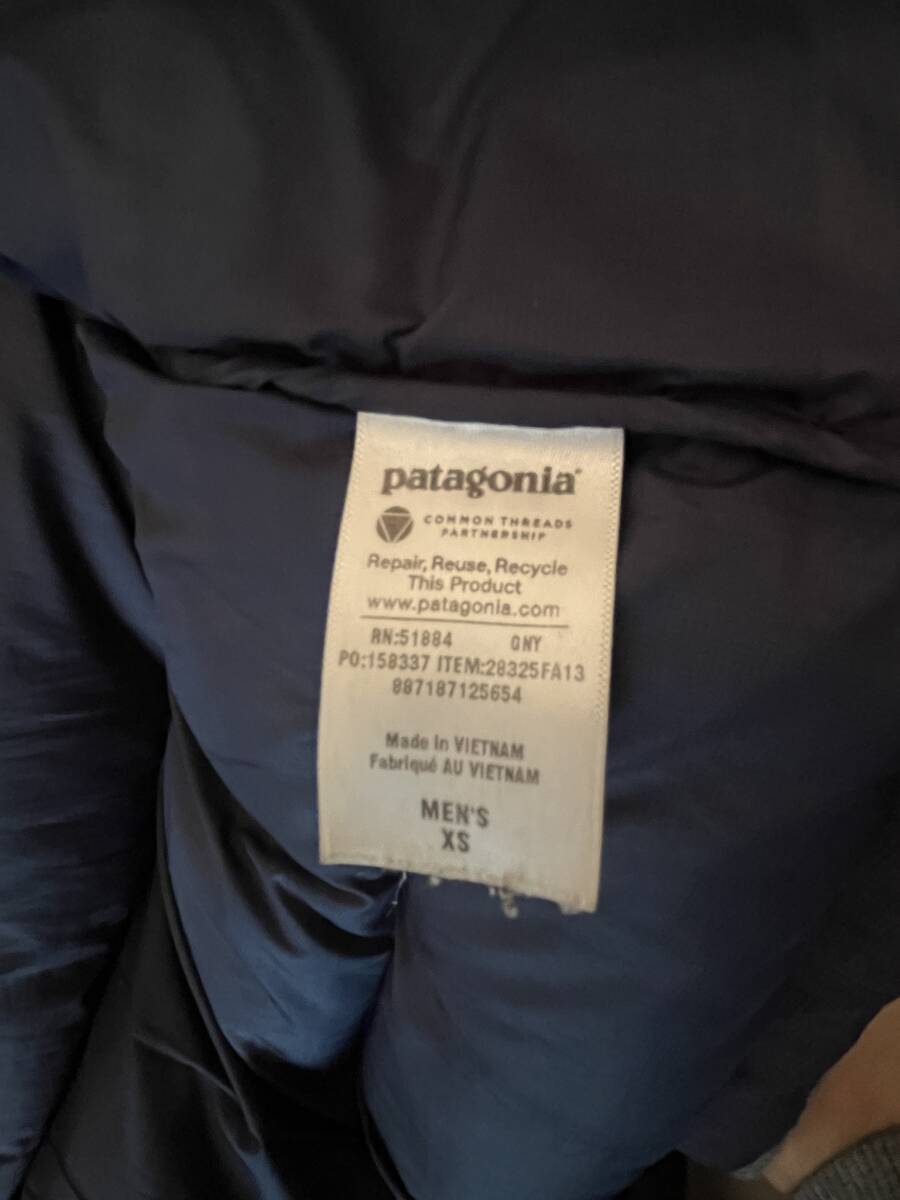 patagonia®
COMMON THREADS
PARTNERSHIP
Repair, Reuse, Recycle
This Product
www.patagonia.com
RN:51884 GNY
PO:158337 ITEM:28325FA13
887187125654
Made in VIETNAM
Fabriqué AU VIETNAM
MEN'S
XS